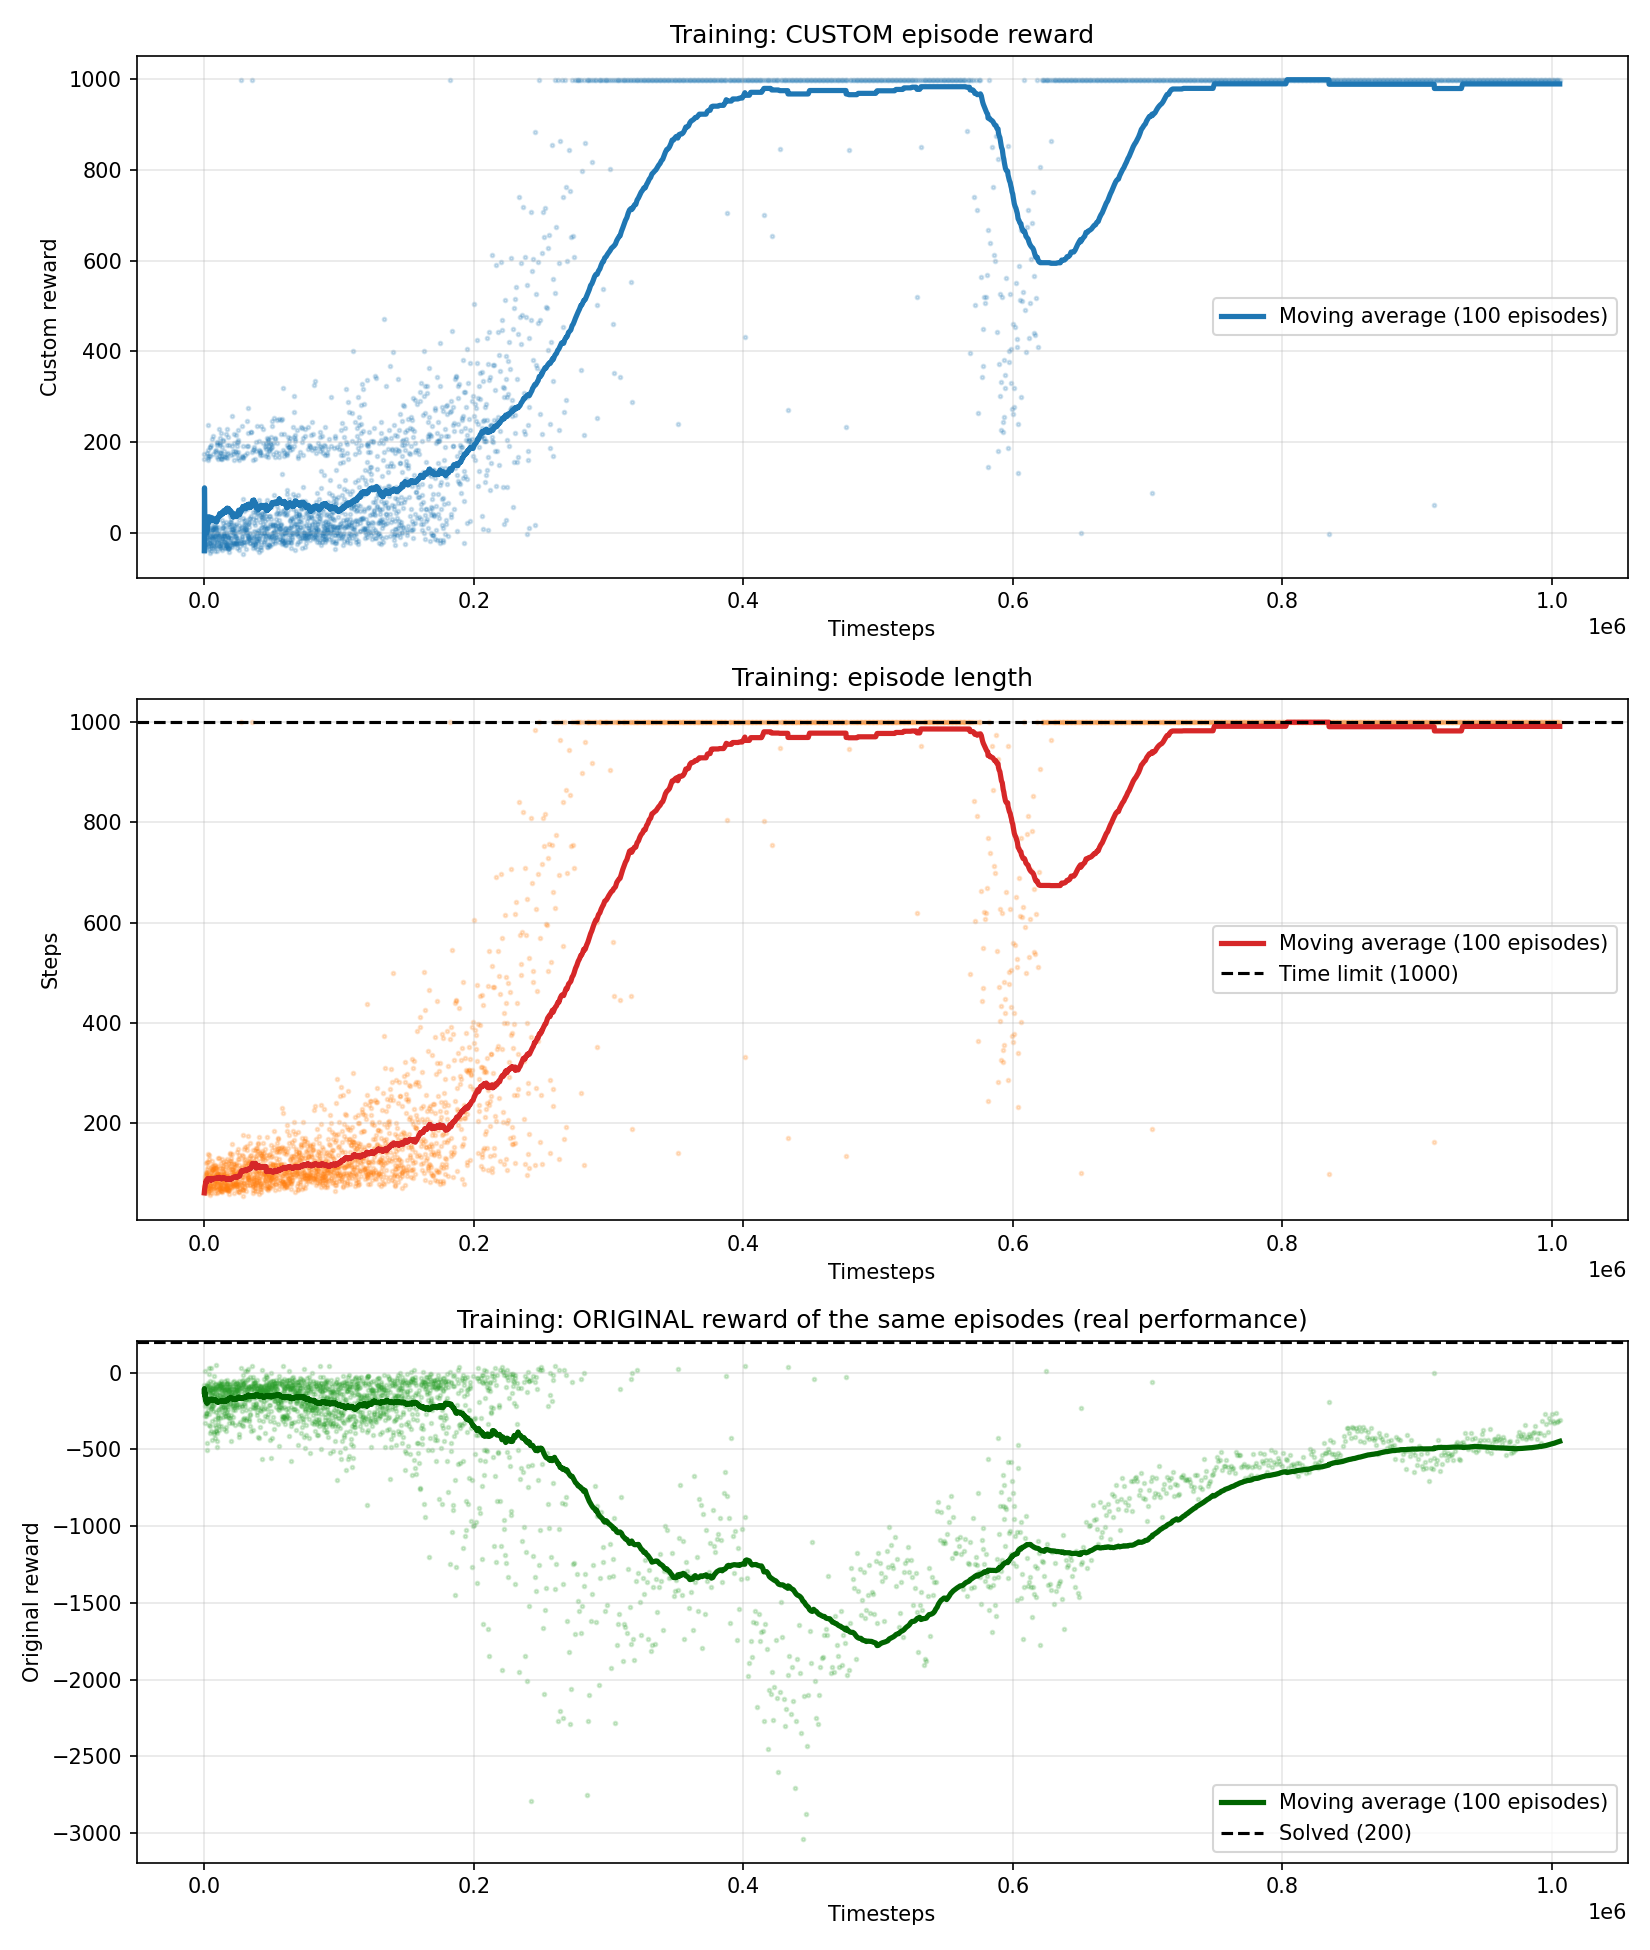 Training: CUSTOM episode reward
Custom reward
1000
800
600
400
200
0
Moving average (100 episodes)
0.0 0.2 0.4 0.6 0.8 1.0
Timesteps
1e6
Training: episode length
Steps
1000
800
600
400
200
Moving average (100 episodes)
Time limit (1000)
0.0 0.2 0.4 0.6 0.8 1.0
Timesteps
1e6
Training: ORIGINAL reward of the same episodes (real performance)
Original reward
0
−500
−1000
−1500
−2000
−2500
−3000
Moving average (100 episodes)
Solved (200)
0.0 0.2 0.4 0.6 0.8 1.0
Timesteps
1e6